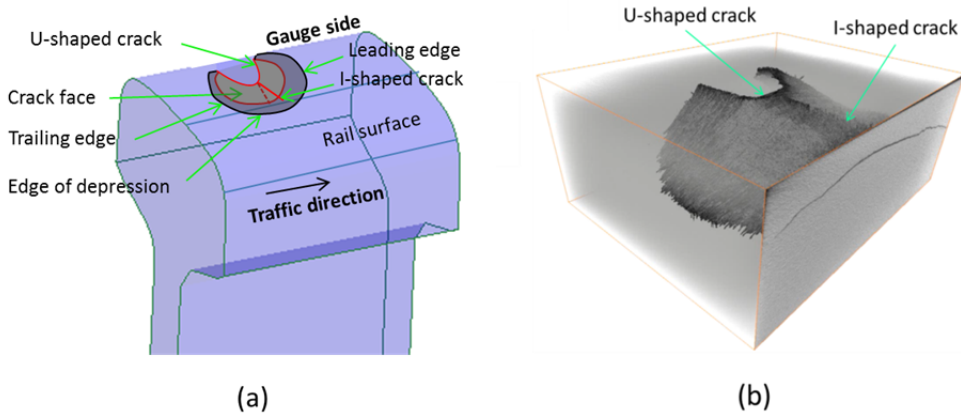 Gauge side
U-shaped crack
Leading edge
I-shaped crack
Crack face
Trailing edge
Rail surface
Edge of depression
Traffic direction
(a)
U-shaped crack
I-shaped crack
(b)